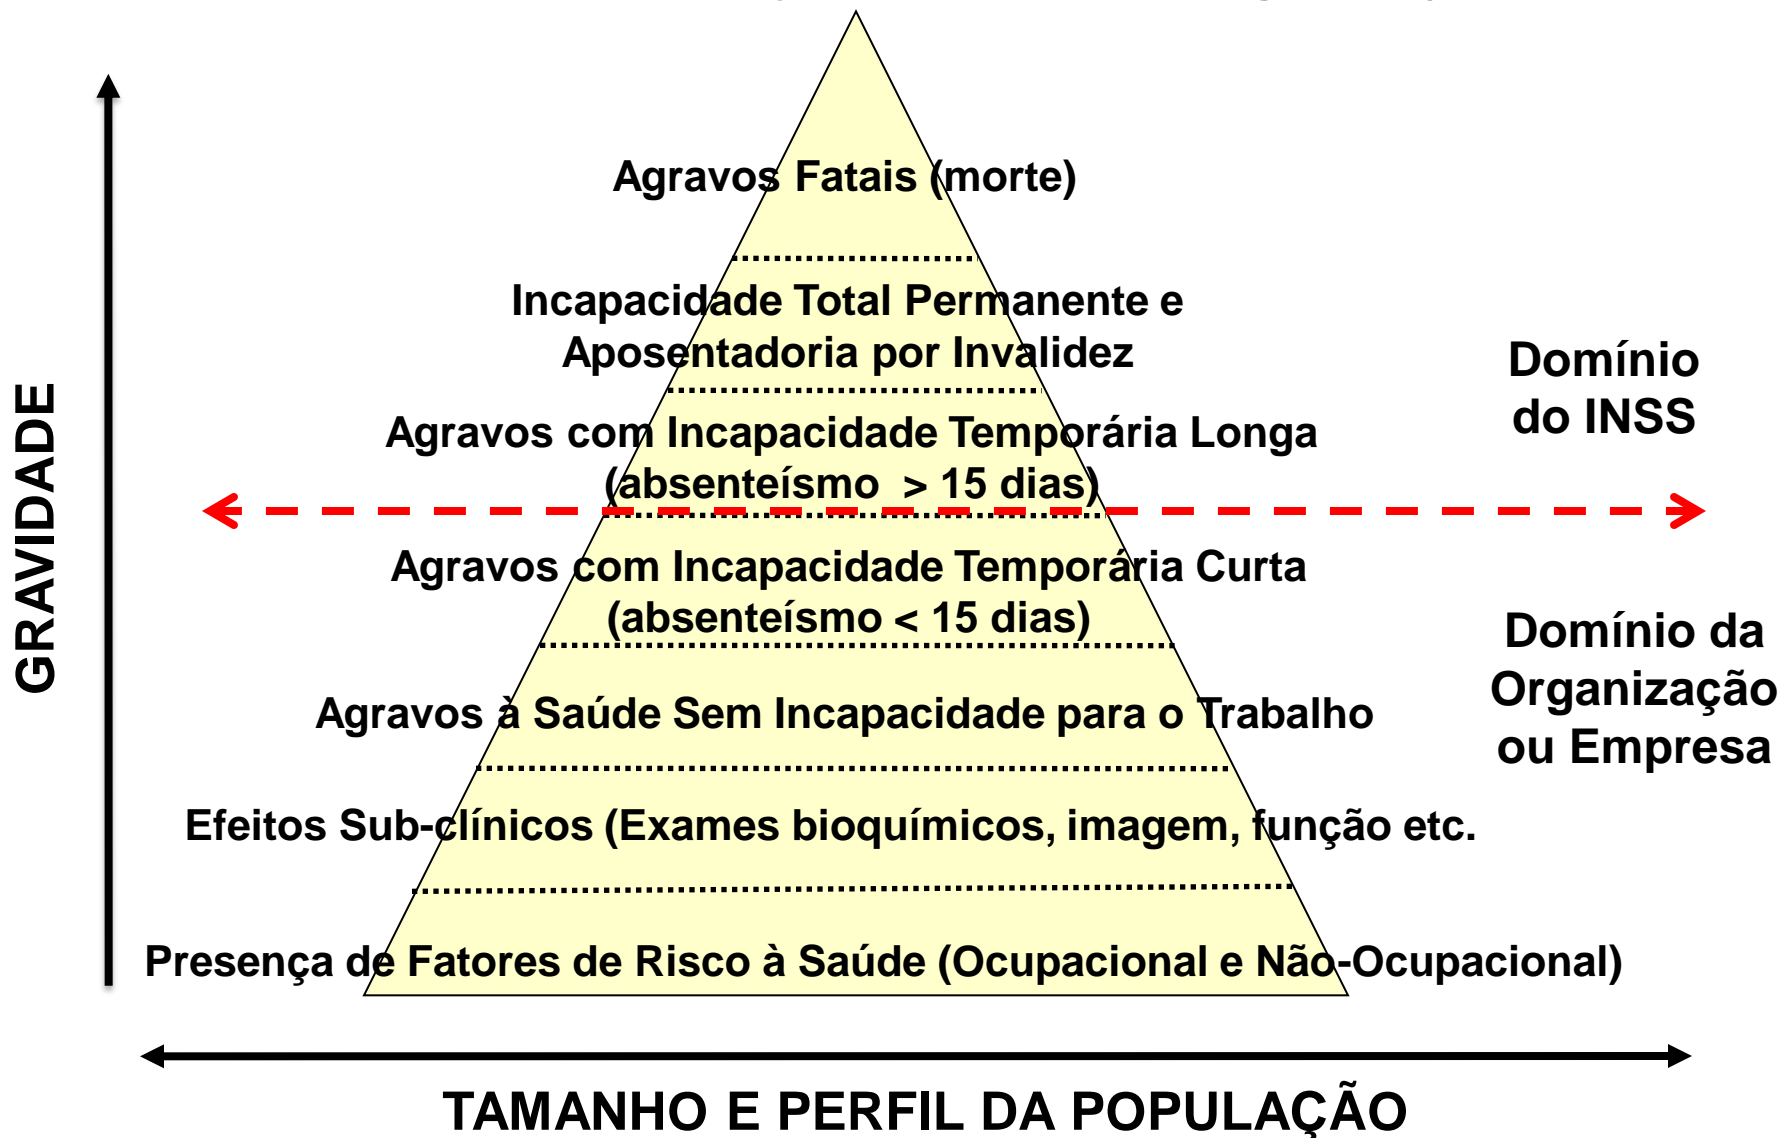 Agravos Fatais (morte)
Incapacidade Total Permanente e
Aposentadoria por Invalidez
Domínio
do INSS
Agravos com Incapacidade Temporária Longa
(absenteísmo > 15 dias)
GRAVIDADE
Agravos com Incapacidade Temporária Curta
(absenteísmo < 15 dias)
Domínio da
Organização
ou Empresa
Agravos à Saúde Sem Incapacidade para o Trabalho
Efeitos Sub-clínicos (Exames bioquímicos, imagem, função etc.
Presença de Fatores de Risco à Saúde (Ocupacional e Não-Ocupacional)
TAMANHO E PERFIL DA POPULAÇÃO